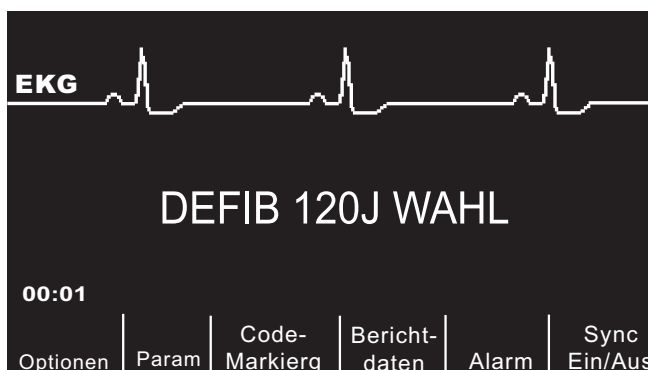 EKG
DEFIB 120J WAHL
00:01
Optionen
Param
Code-
Markierg
Bericht-
daten
Alarm
Sync
Ein/Aus